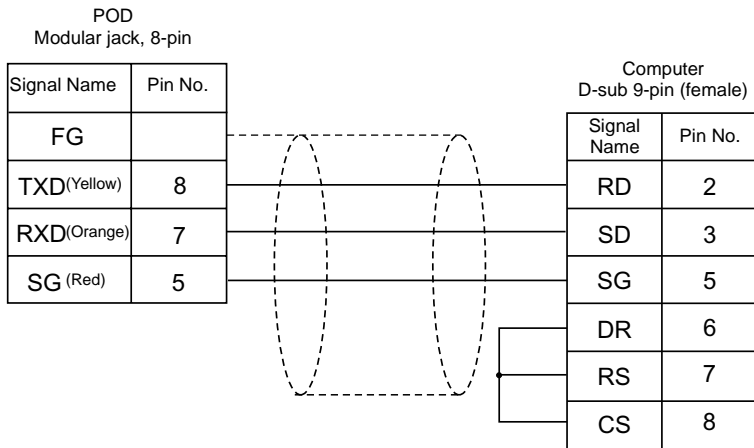 POD
Modular jack, 8-pin
Signal Name Pin No.
FG
TXD(Yellow) 8
RXD(Orange) 7
SG (Red) 5
Computer
D-sub 9-pin (female)
Signal
Name
Pin No.
RD 2
SD 3
SG 5
DR 6
RS 7
CS 8